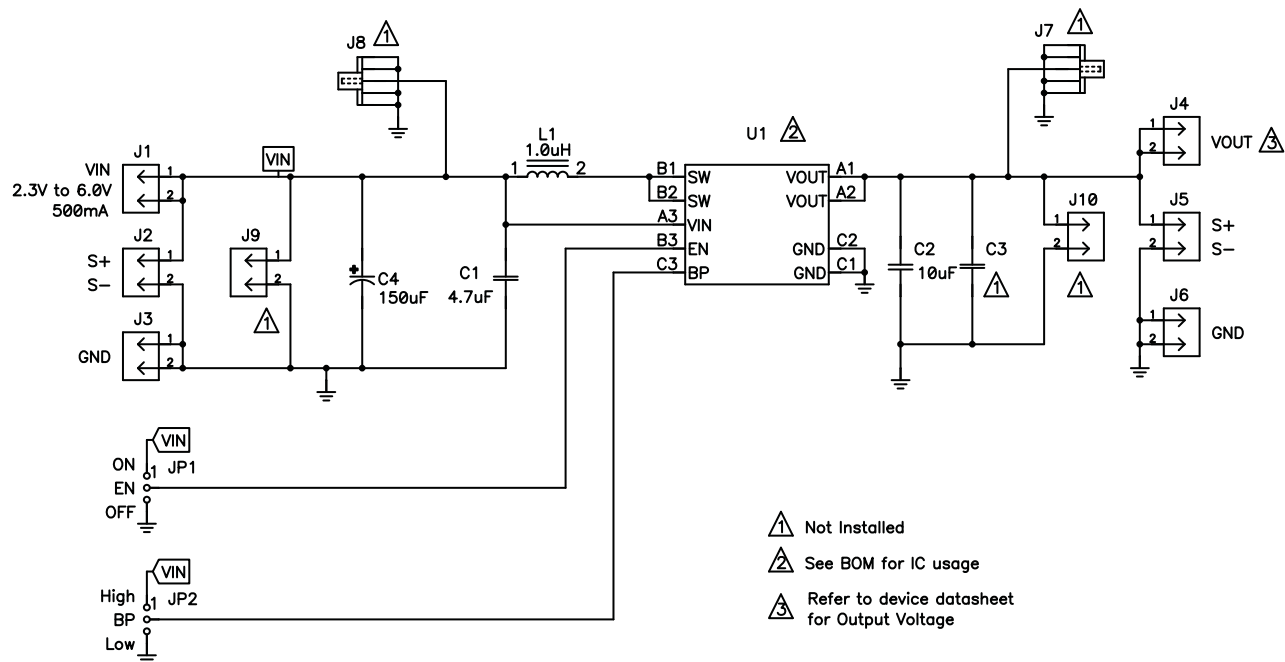 J8 1
J7 1
J4
1
2
VOUT 3
L1
1.0uH
1 2
U1 2
J1
VIN
2.3V to 6.0V
500mA
1
2
VIN
B1 SW VOUT A1
B2 SW VOUT A2
A3 VIN
B3 EN GND C2
C3 BP GND C1
J2
S+
S-
J9
1
2
1
+
C4
150uF
C1
4.7uF
C2
10uF
C3
1
J10
1
2
1
J5
1
2
S+
S-
J3
GND
1
2
J6
1
2
GND
VIN
ON 1 JP1
EN
OFF
VIN
High 1 JP2
BP
Low
1 Not Installed
2 See BOM for IC usage
3 Refer to device datasheet
for Output Voltage